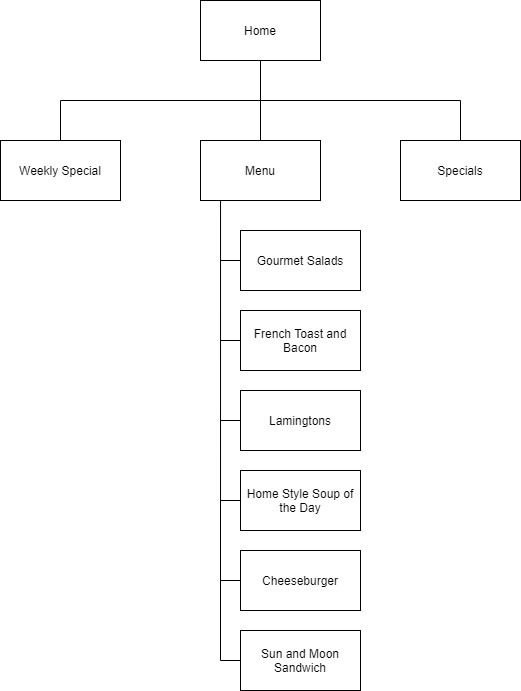 Home
Weekly Special
Menu
Specials
Gourmet Salads
French Toast and
Bacon
Lamingtons
Home Style Soup of
the Day
Cheeseburger
Sun and Moon
Sandwich